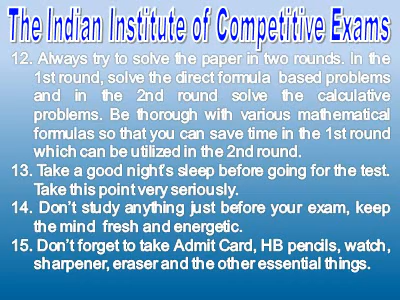 The Indian Institute of Competitive Exams
12. Always try to solve the paper in two rounds. In the
1st round, solve the direct formula based problems
and in the 2nd round solve the calculative
problems. Be thorough with various mathematical
formulas so that you can save time in the 1st round
which can be utilized in the 2nd round.
13. Take a good night's sleep before going for the test.
Take this point very seriously.
14. Don't study anything just before your exam, keep
the mind fresh and energetic.
15. Don't forget to take Admit Card, HB pencils, watch,
sharpener, eraser and the other essential things.